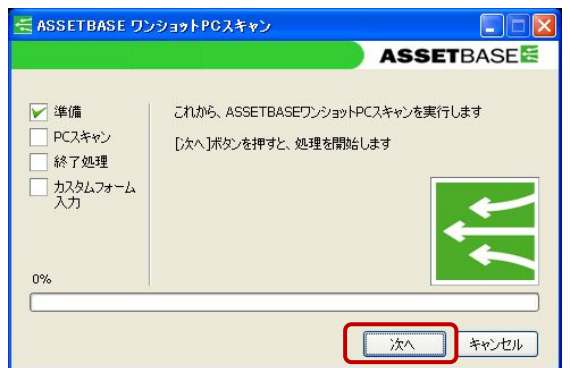 ASSETBASE ワンショットPCスキャン
ASSETBASE
準備
PCスキャン
終了処理
カスタムフォーム
入力
これから、ASSETBASEワンショットPCスキャンを実行します
[次へ]ボタンを押すと、処理を開始します
0%
次へ
キャンセル